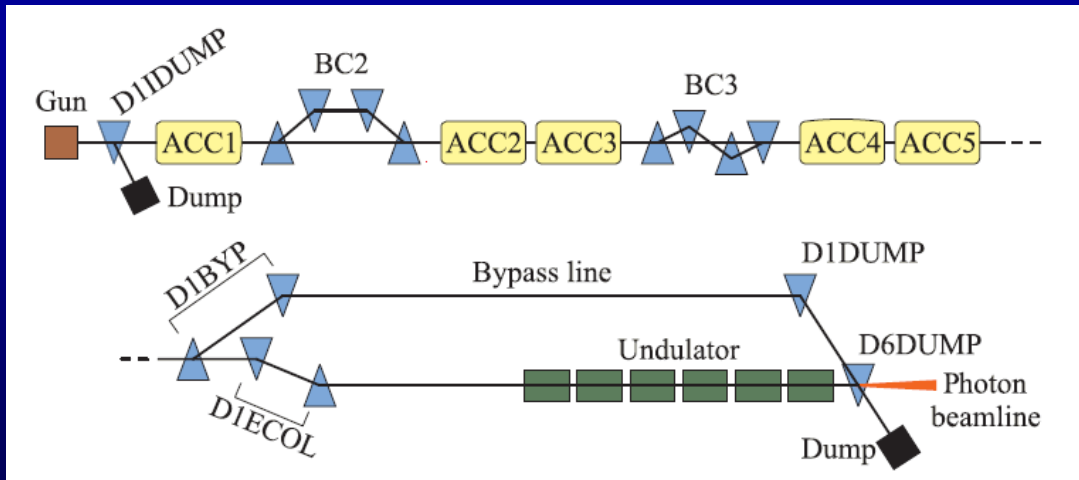 D1IDUMP
BC2
BC3
Gun
ACC1
ACC2
ACC3
ACC4
ACC5
Dump
D1BYP
Bypass line
D1DUMP
Undulator
D6DUMP
Photon
beamline
D1ECOL
Dump